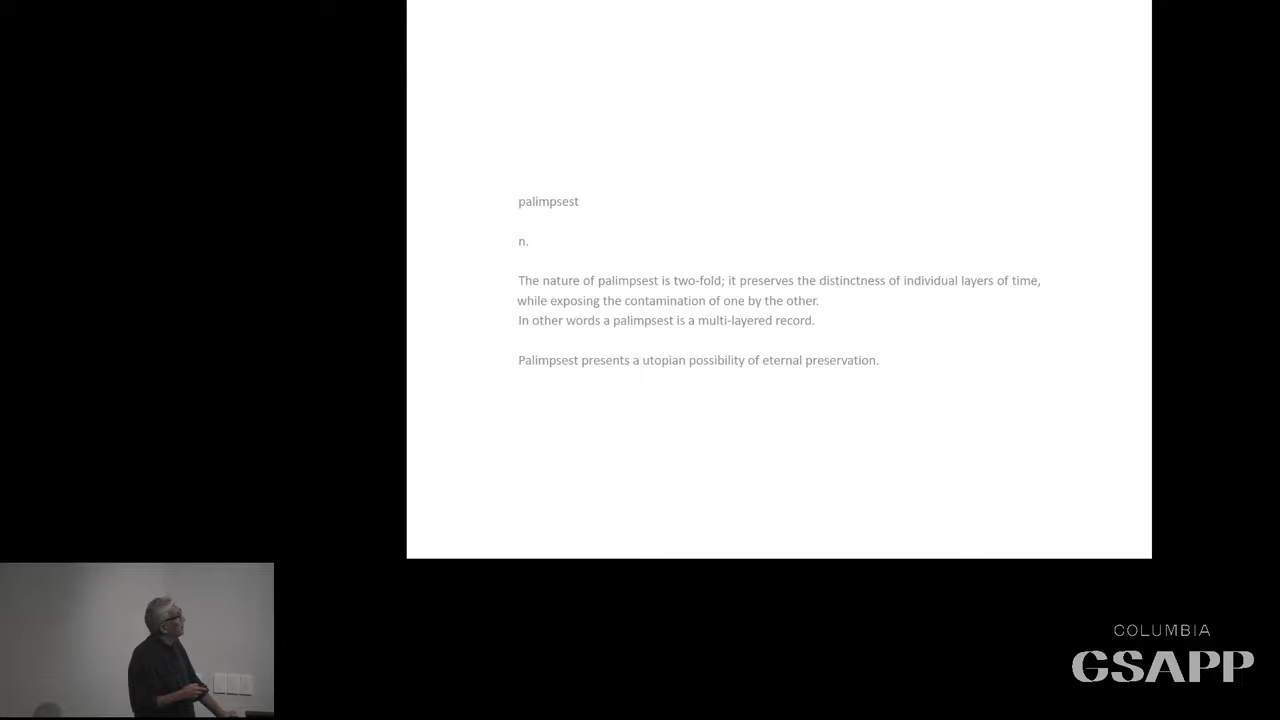 palimpsest
n.
The nature of palimpsest is two-fold; it preserves the distinctness of individual layers of time,
while exposing the contamination of one by the other.
In other words a palimpsest is a multi-layered record.
Palimpsest presents a utopian possibility of eternal preservation.
COLUMBIA
GSAPP